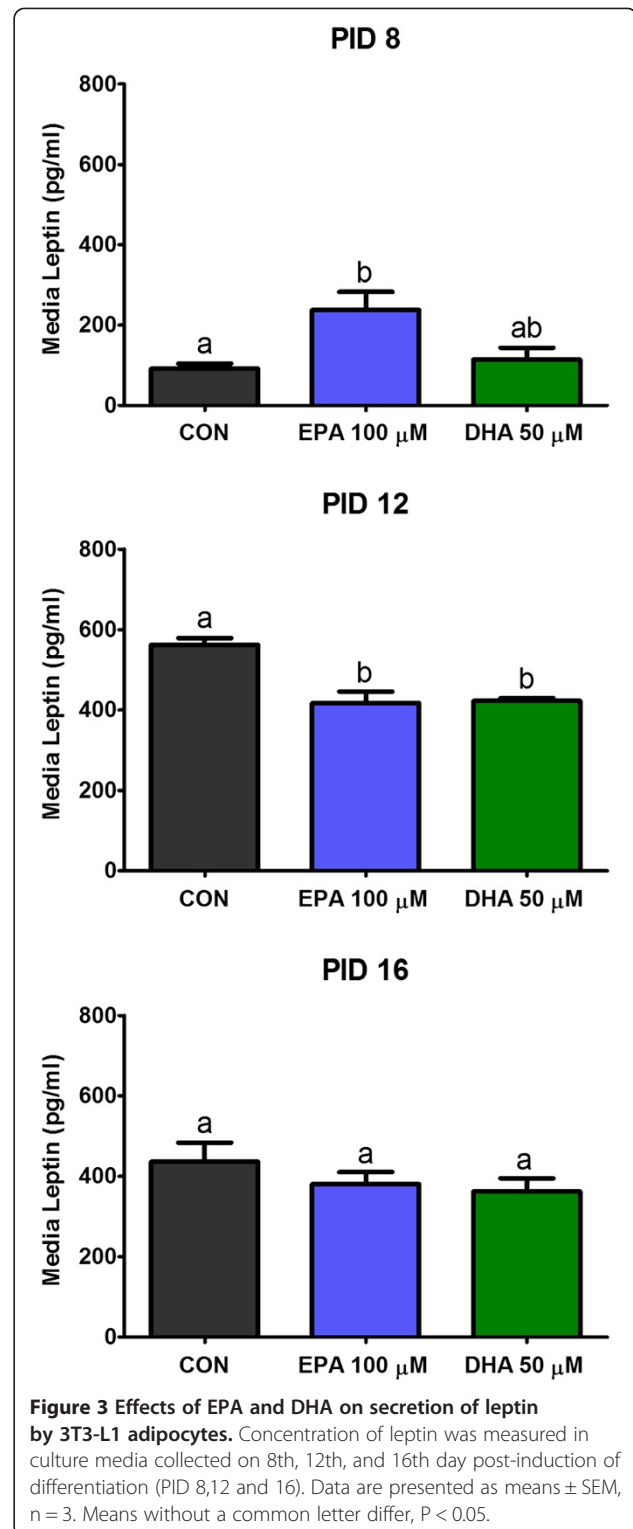 PID 8
Media Leptin (pg/ml)
800
600
400
200
0
a
b
ab
CON
EPA 100 μM
DHA 50 μM
PID 12
Media Leptin (pg/ml)
800
600
400
200
0
a
b
b
CON
EPA 100 μM
DHA 50 μM
PID 16
Media Leptin (pg/ml)
800
600
400
200
0
a
a
a
CON
EPA 100 μM
DHA 50 μM
Figure 3 Effects of EPA and DHA on secretion of leptin
by 3T3-L1 adipocytes. Concentration of leptin was measured in
culture media collected on 8th, 12th, and 16th day post-induction of
differentiation (PID 8,12 and 16). Data are presented as means ± SEM,
n = 3. Means without a common letter differ, P < 0.05.